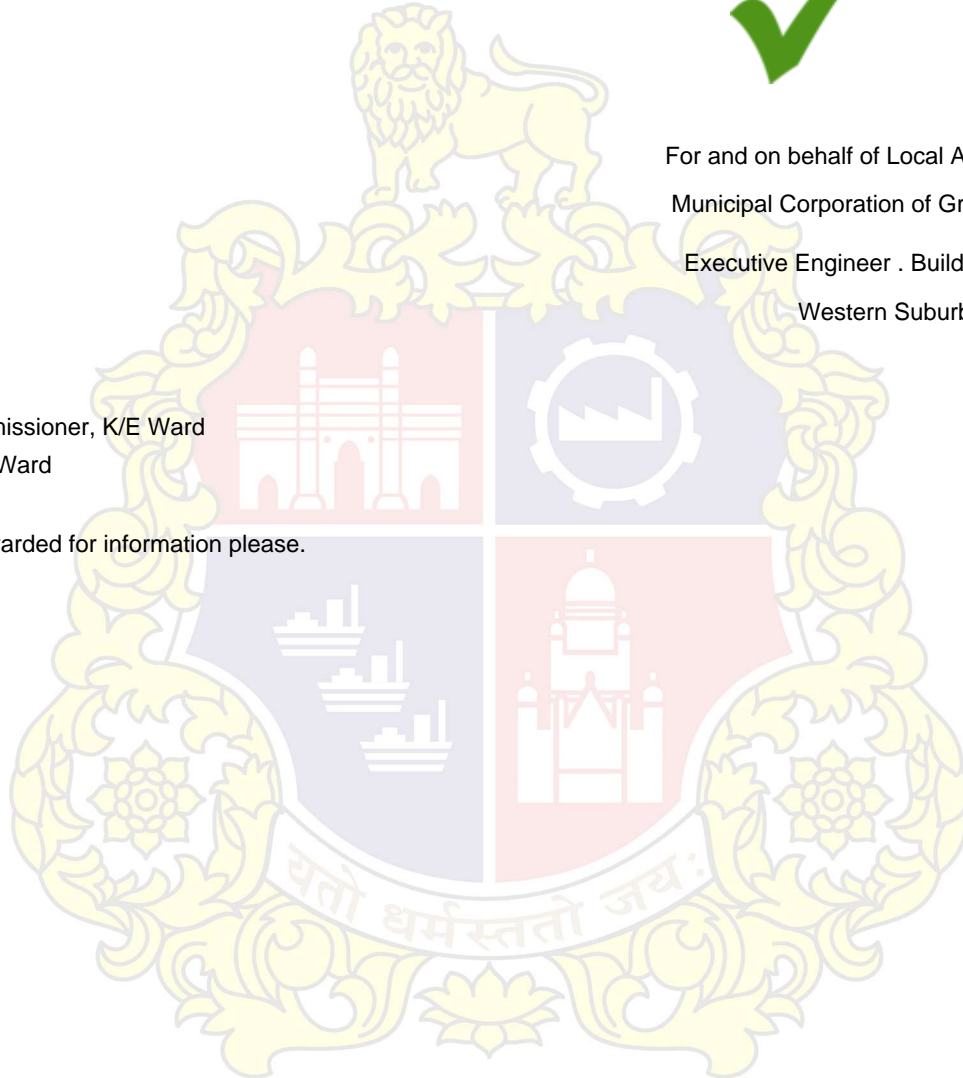 For and on behalf of Local A
Municipal Corporation of Gr
Executive Engineer . Build
Western Suburb
nissioner, K/E Ward
Ward
arded for information please.
यतो धर्मस्ततो जय: